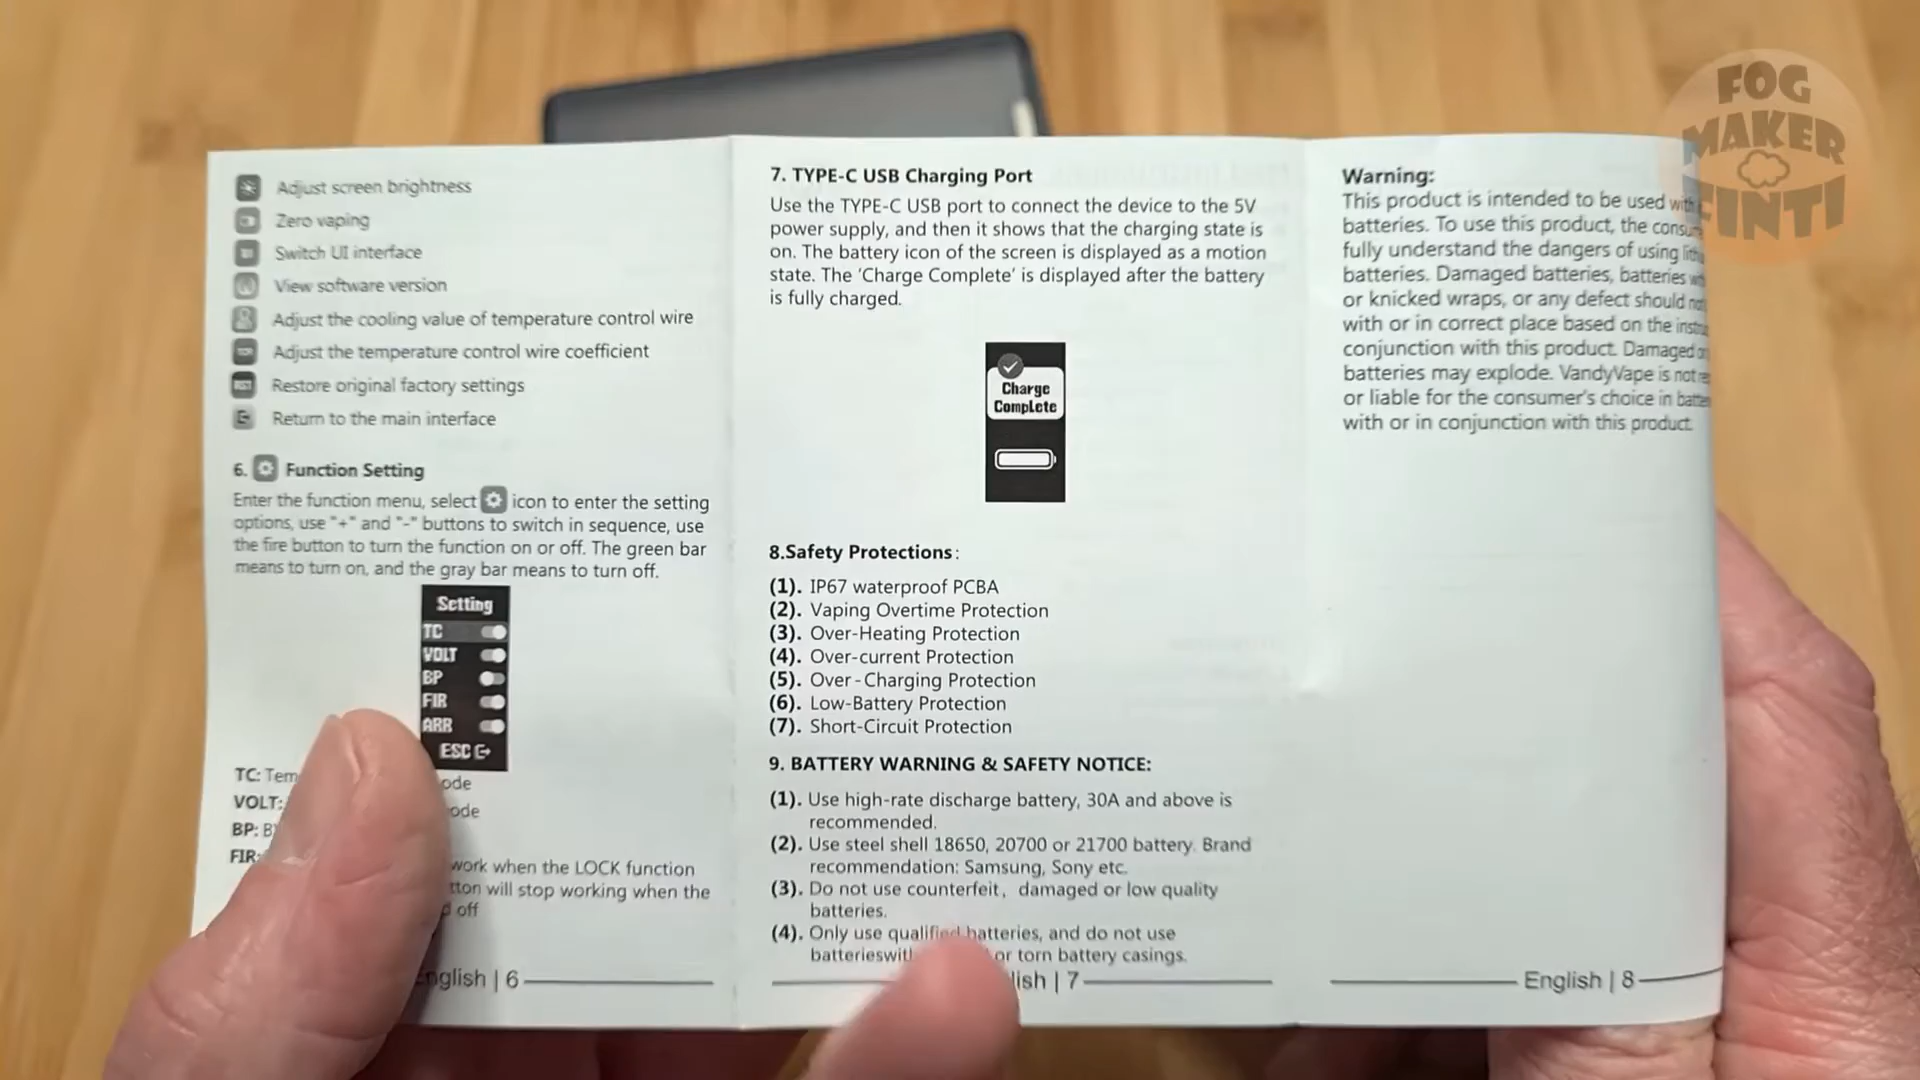 FOG
MAKER
FINTI
Adjust screen brightness
Zero vaping
Switch UI interface
View software version
Adjust the cooling value of temperature control wire
Adjust the temperature control wire coefficient
Restore original factory settings
Return to the main interface
6. Function Setting
Enter the function menu, select icon to enter the setting
options, use "+" and "-" buttons to switch in sequence, use
the fire button to turn the function on or off. The green bar
means to turn on, and the gray bar means to turn off.
Setting
TC
VOLT
BP
FIR
ARR
ESC
TC:
VOLT:
BP:
FIR:
work when the LOCK function
will stop working when the
off
English | 6
7. TYPE-C USB Charging Port
Use the TYPE-C USB port to connect the device to the 5V
power supply, and then it shows that the charging state is
on. The battery icon of the screen is displayed as a motion
state. The 'Charge Complete' is displayed after the battery
is fully charged.
Charge
Complete
8.Safety Protections:
(1). IP67 waterproof PCBA
(2). Vaping Overtime Protection
(3). Over-Heating Protection
(4). Over-current Protection
(5). Over-Charging Protection
(6). Low-Battery Protection
(7). Short-Circuit Protection
9. BATTERY WARNING & SAFETY NOTICE:
(1). Use high-rate discharge battery, 30A and above is
recommended.
(2). Use steel shell 18650, 20700 or 21700 battery. Brand
recommendation: Samsung, Sony etc.
(3). Do not use counterfeit, damaged or low quality
batteries.
(4). Only use qualified batteries, and do not use
or torn battery casings.
| 7
Warning:
This product is intended to be used with
batteries. To use this product, the
fully understand the dangers of using
batteries. Damaged batteries, batteries
or knicked wraps, or any defect should not
with or in correct place based on the
conjunction with this product. Damaged
batteries may explode. VandyVape is not
or liable for the consumer's choice in
with or in conjunction with this product.
English | 8